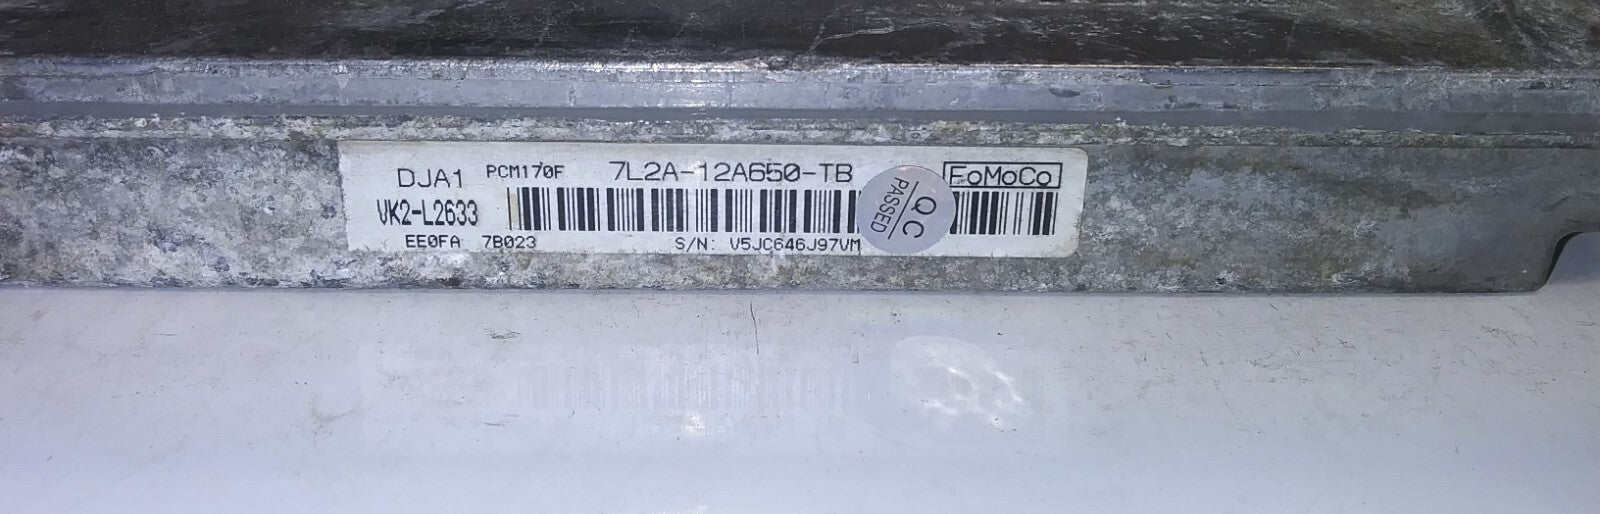 DJA1 PCM170F 7L2A-12A650-TB FoMoCo
VK2-L2633
EE0FA 7B023 S/N: V5JC646J97VM
QC
PASSED